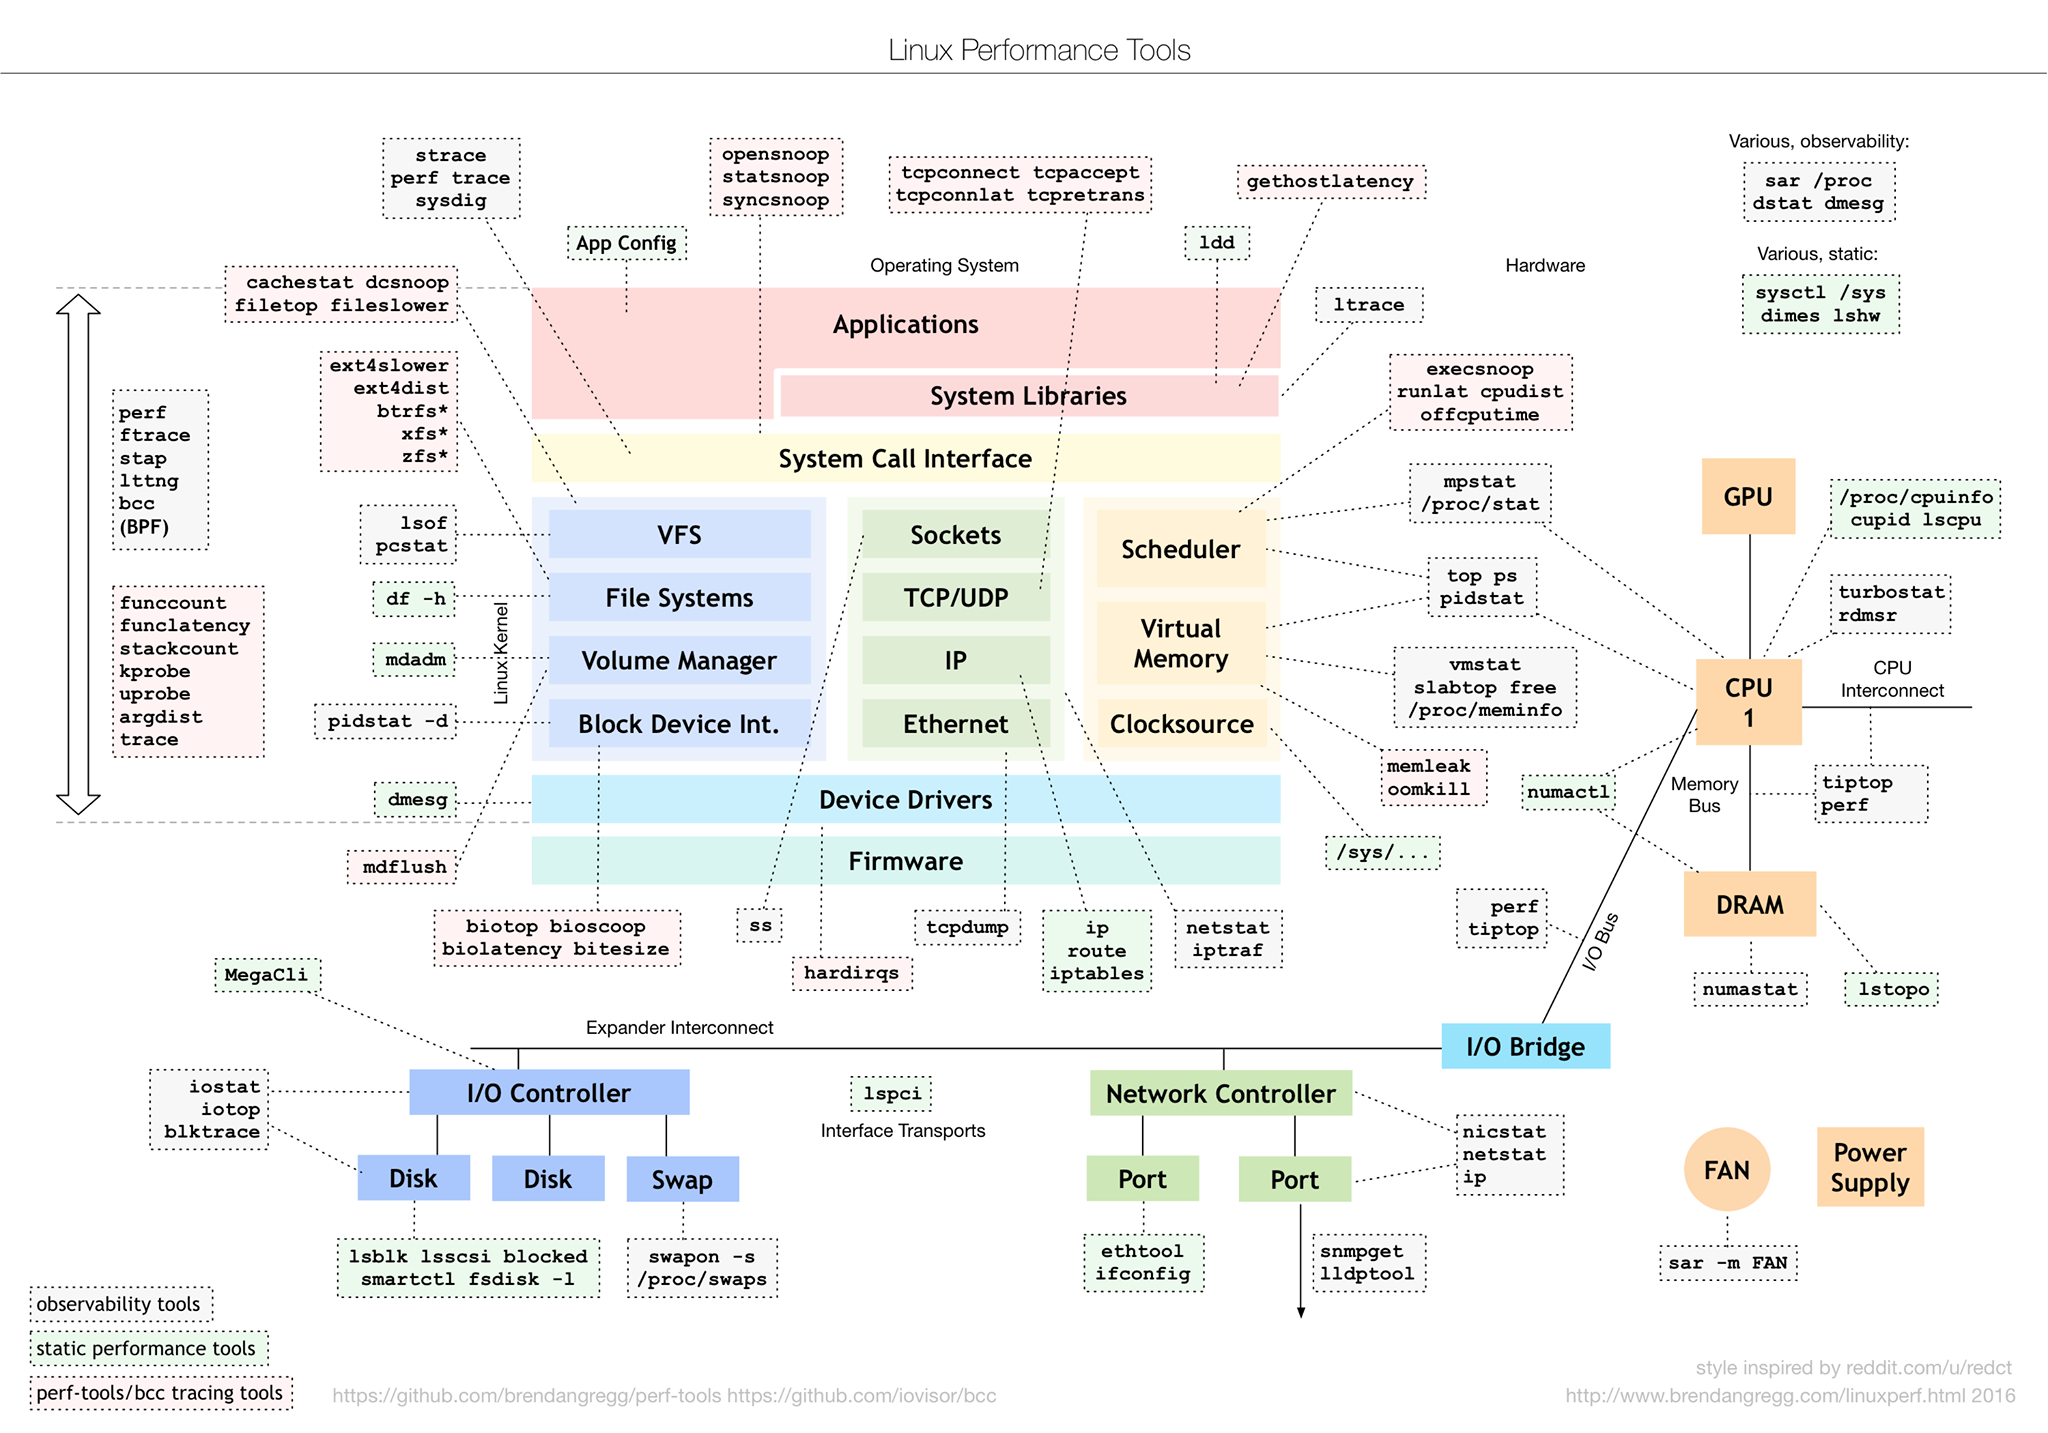 Linux Performance Tools
strace
perf trace
sysdig
opensnoop
statsnoop
syncsnoop
tcpconnect tcpaccept
tcpconnlat tcpretrans
gethostlatency
Various, observability:
sar /proc
dstat dmesg
App Config
ldd
Operating System
Hardware
Various, static:
sysctl /sys
dimes lshw
cachestat dcsnoop
filetop fileslower
Applications
ltrace
System Libraries
ext4slower
ext4dist
btrfs*
xfs*
zfs*
execsnoop
runlat cpudist
offcputime
perf
ftrace
stap
lttng
bcc
(BPF)
System Call Interface
mpstat
/proc/stat
GPU
/proc/cpuinfo
cupid lscpu
lsof
pcstat
VFS
Sockets
Scheduler
df -h
File Systems
TCP/UDP
top ps
pidstat
turbostat
rdmsr
funccount
funclatency
stackcount
kprobe
uprobe
argdist
trace
Linux Kernel
mdadm
Volume Manager
IP
Virtual
Memory
vmstat
slabtop free
/proc/meminfo
CPU
1
CPU
Interconnect
pidstat -d
Block Device Int.
Ethernet
Clocksource
memleak
oomkill
numactl
Memory
Bus
tiptop
perf
dmesg
Device Drivers
mdflush
Firmware
/sys/...
biotop bioscoop
biolatency bitesize
ss
hardirqs
tcpdump
ip
route
iptables
netstat
iptraf
perf
tiptop
I/O Bus
DRAM
numastat
lstopo
MegaCli
Expander Interconnect
I/O Bridge
iostat
iotop
blktrace
I/O Controller
lspci
Interface Transports
Network Controller
nicstat
netstat
ip
Disk
Disk
Swap
Port
Port
FAN
Power
Supply
lsblk lsscsi blocked
smartctl fsdisk -l
swapon -s
/proc/swaps
ethtool
ifconfig
snmpget
lldptool
sar -m FAN
observability tools
static performance tools
perf-tools/bcc tracing tools
https://github.com/brendangregg/perf-tools https://github.com/iovisor/bcc
style inspired by reddit.com/u/redct
http://www.brendangregg.com/linuxperf.html 2016